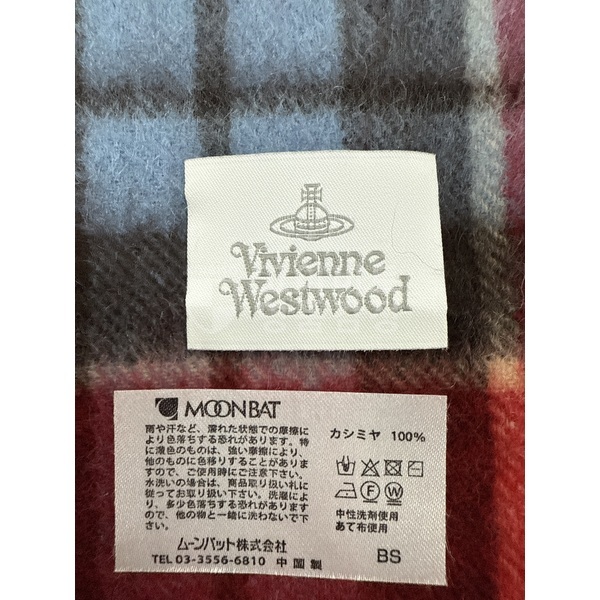 Vivienne
Westwood
MOONBAT
雨や汗など、濡れた状態での摩擦に
より色落ちする恐れがあります。特
に濃色のものは、強い摩擦により、
他のものに色移りすることがありま
すので、ご使用時にご注意下さい。
水洗いの場合は、商品取り扱い札に
従ってお取り扱い下さい。洗濯によ
り、多少色落ちする恐れがあります
ので、他の物と一緒に洗わないで下
さい。
カシミヤ 100%
F
W
中性洗剤使用
あて布使用
ムーンバット株式会社
TEL 03-3556-6810 中国製
BS